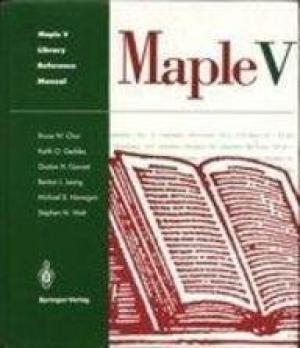 Maple V
Library
Reference
Manual
Maple V
Bruce W. Char
Keith O. Geddes
Gaston H. Gonnet
Benton L. Leong
Michael B. Monagan
Stephen M. Watt
Springer-Verlag